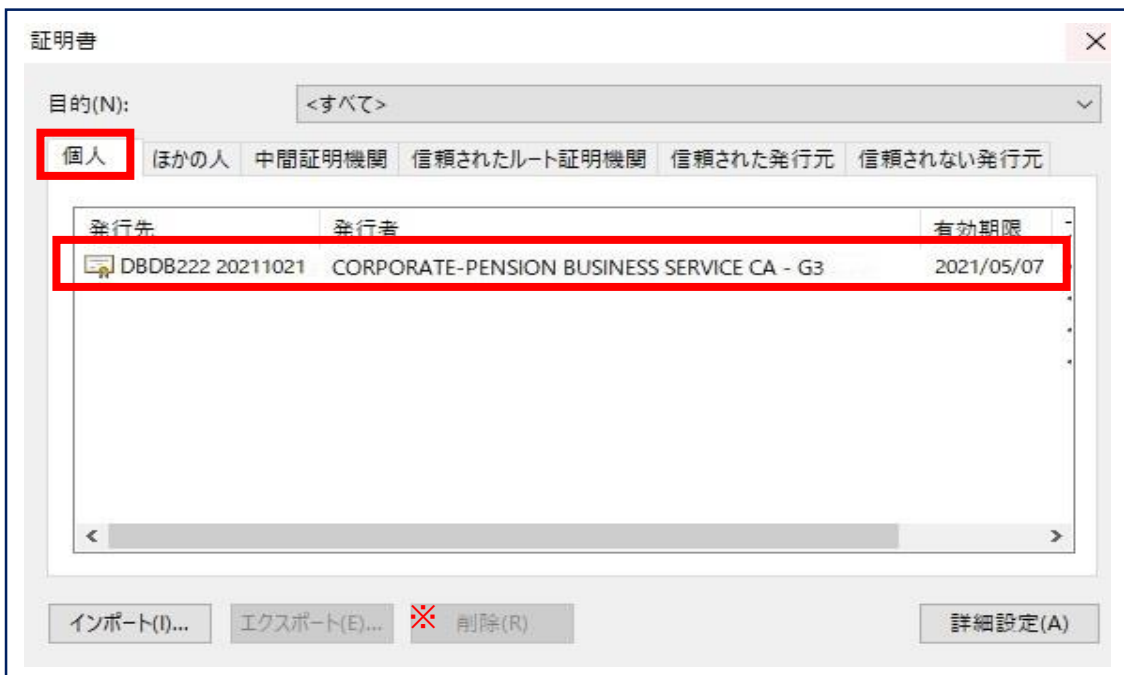 証明書
目的(N): <すべて>
個人 ほかの人 中間証明機関 信頼されたルート証明機関 信頼された発行元 信頼されない発行元
発行先 発行者 有効期限
DBDB222 20211021 CORPORATE-PENSION BUSINESS SERVICE CA - G3 2021/05/07
インポート(I)... エクスポート(E)... ※ 削除(R) 詳細設定(A)